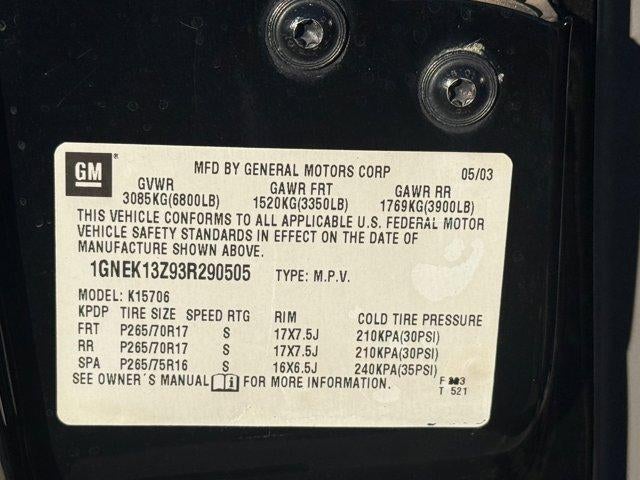 GM ®
MFD BY GENERAL MOTORS CORP 05/03
GVWR GAWR FRT GAWR RR
3085KG(6800LB) 1520KG(3350LB) 1769KG(3900LB)
THIS VEHICLE CONFORMS TO ALL APPLICABLE U.S. FEDERAL MOTOR
VEHICLE SAFETY STANDARDS IN EFFECT ON THE DATE OF
MANUFACTURE SHOWN ABOVE.
1GNEK13Z93R290505 TYPE: M.P.V.
MODEL: K15706
KPDP TIRE SIZE SPEED RTG RIM COLD TIRE PRESSURE
FRT P265/70R17 S 17X7.5J 210KPA(30PSI)
RR P265/70R17 S 17X7.5J 210KPA(30PSI)
SPA P265/75R16 S 16X6.5J 240KPA(35PSI)
SEE OWNER´S MANUAL FOR MORE INFORMATION.
F
T 521